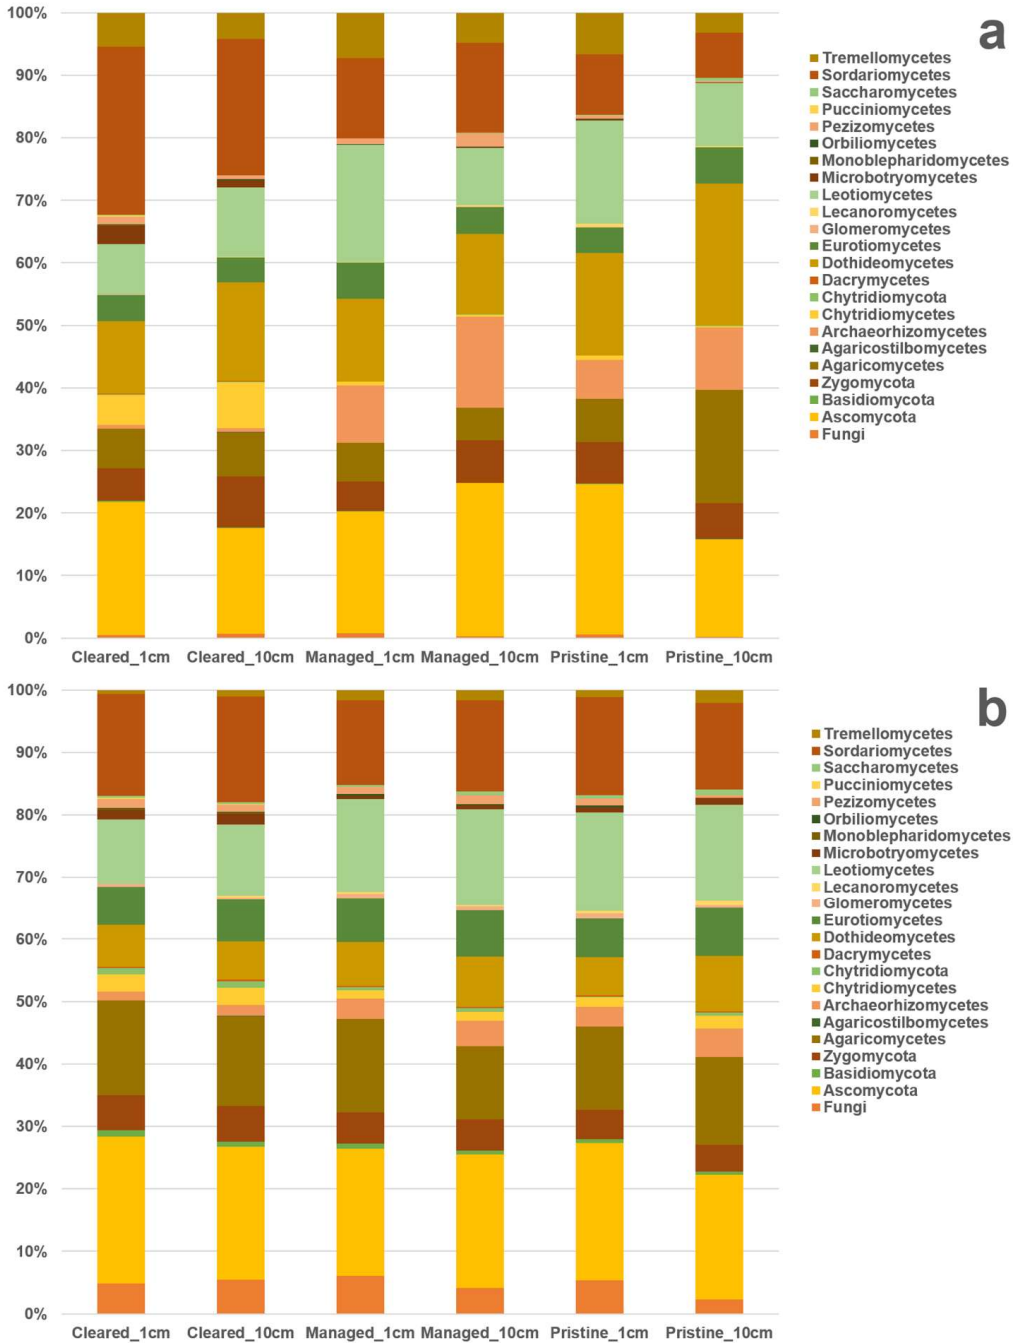 a
100%
90%
80%
70%
60%
50%
40%
30%
20%
10%
0%
Cleared_1cm Cleared_10cm Managed_1cm Managed_10cm Pristine_1cm Pristine_10cm
Tremellomycetes
Sordariomycetes
Saccharomycetes
Pucciniomycetes
Pezizomycetes
Orbiliomycetes
Monoblepharidomycetes
Microbotryomycetes
Leotiomycetes
Lecanoromycetes
Glomeromycetes
Eurotiomycetes
Dothideomycetes
Dacrymycetes
Chytridiomycota
Chytridiomycetes
Archaeorhizomycetes
Agaricostilbomycetes
Agaricomycetes
Zygomycota
Basidiomycota
Ascomycota
Fungi
b
100%
90%
80%
70%
60%
50%
40%
30%
20%
10%
0%
Cleared_1cm Cleared_10cm Managed_1cm Managed_10cm Pristine_1cm Pristine_10cm
Tremellomycetes
Sordariomycetes
Saccharomycetes
Pucciniomycetes
Pezizomycetes
Orbiliomycetes
Monoblepharidomycetes
Microbotryomycetes
Leotiomycetes
Lecanoromycetes
Glomeromycetes
Eurotiomycetes
Dothideomycetes
Dacrymycetes
Chytridiomycota
Chytridiomycetes
Archaeorhizomycetes
Agaricostilbomycetes
Agaricomycetes
Zygomycota
Basidiomycota
Ascomycota
Fungi